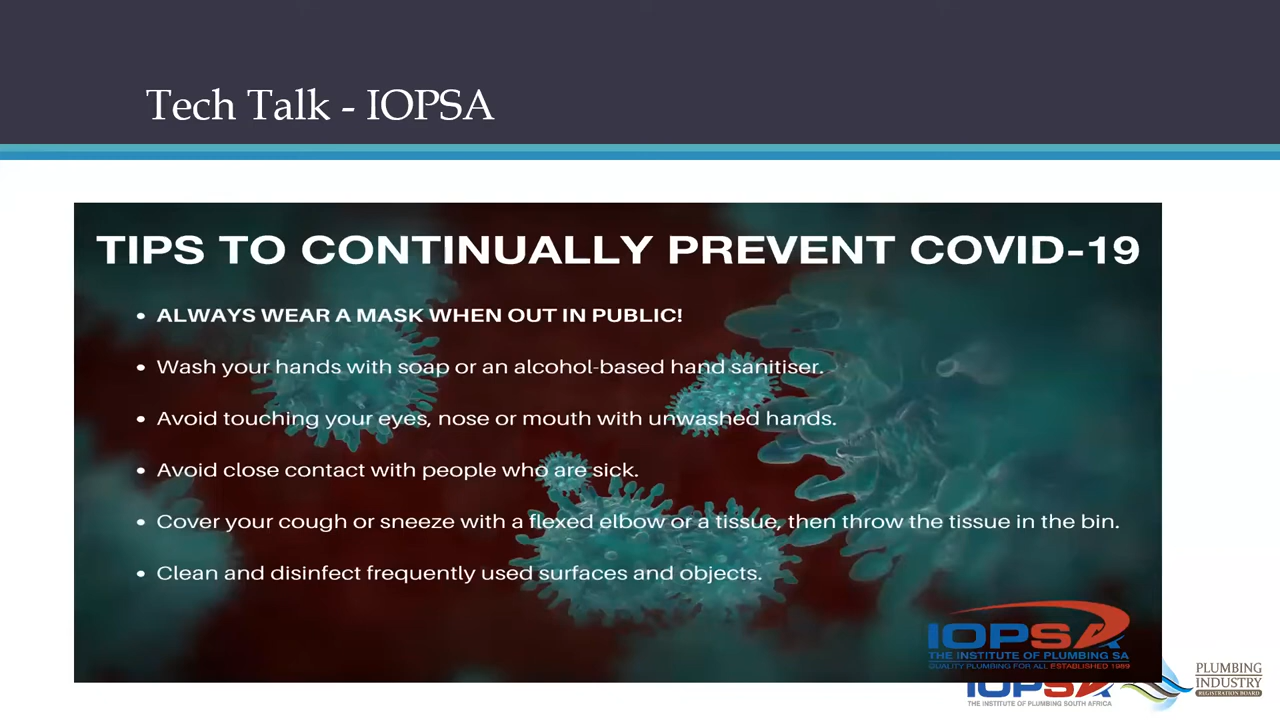 Tech Talk - IOPSA
TIPS TO CONTINUALLY PREVENT COVID-19
• ALWAYS WEAR A MASK WHEN OUT IN PUBLIC!
• Wash your hands with soap or an alcohol-based hand sanitiser.
• Avoid touching your eyes, nose or mouth with unwashed hands.
• Avoid close contact with people who are sick.
• Cover your cough or sneeze with a flexed elbow or a tissue, then throw the tissue in the bin.
• Clean and disinfect frequently used surfaces and objects.
IOPSA
THE INSTITUTE OF PLUMBING SA
QUALITY PLUMBING FOR ALL ESTABLISHED 1989
IOPSA
THE INSTITUTE OF PLUMBING SOUTH AFRICA
PLUMBING
INDUSTRY
REGISTRATION BOARD